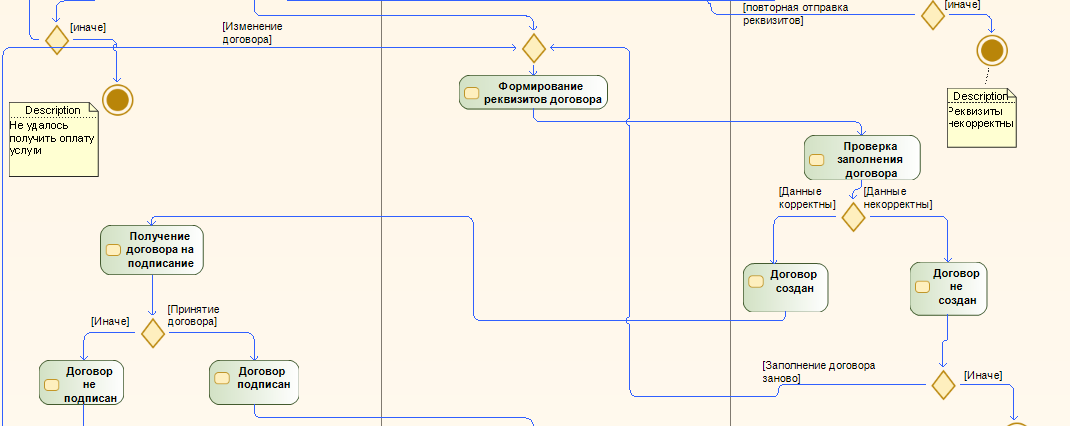 [повторная отправка
реквизитов]
[иначе]
[иначе]
[Изменение
договора]
Формирование
реквизитов договора
Description
Не удалось
получить оплату
услуги
Description
Реквизиты
некорректны
Проверка
заполнения
договора
[Данные
корректны]
[Данные
некорректны]
Получение
договора на
подписание
Договор
создан
Договор
не
создан
[Иначе]
[Принятие
договора]
Договор
не
подписан
Договор
подписан
[Заполнение договора
заново]
[Иначе]